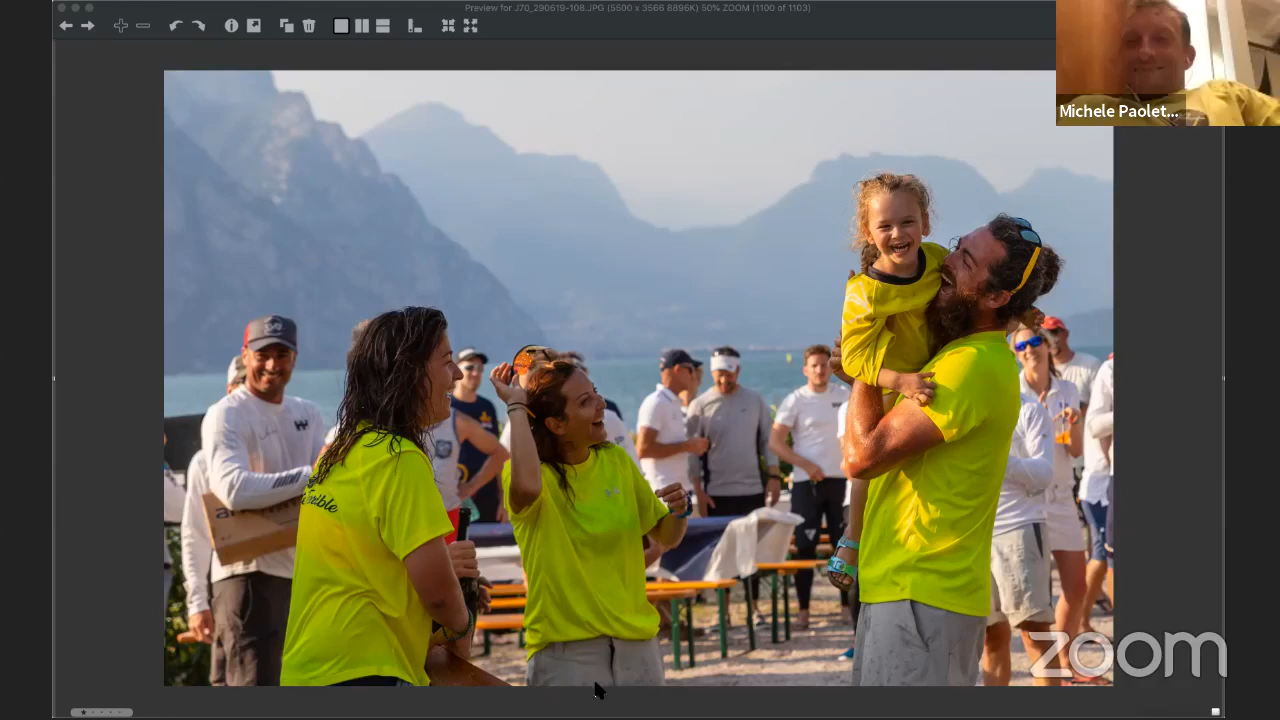 Preview for J70_290619-108.JPG (5500 x 3566 8896K) 50% ZOOM (1100 of 1103)
Michele Paolet...
zoom